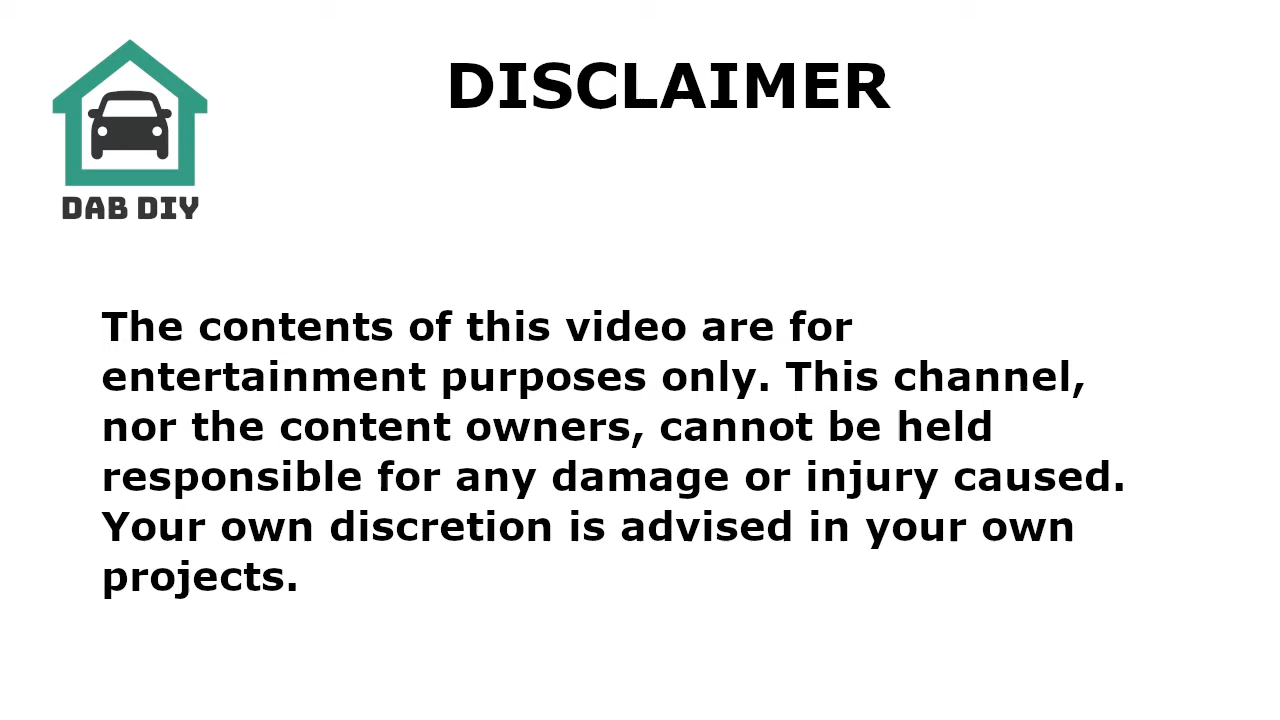 DISCLAIMER
DAB DIY
The contents of this video are for
entertainment purposes only. This channel,
nor the content owners, cannot be held
responsible for any damage or injury caused.
Your own discretion is advised in your own
projects.